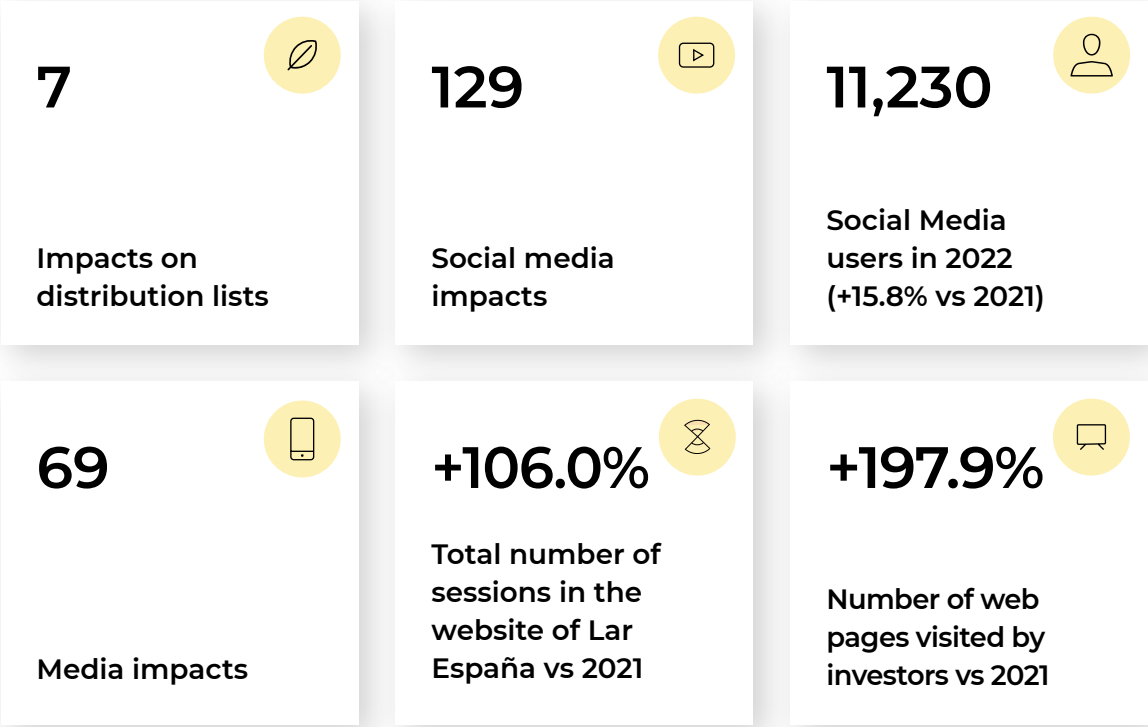 7
Impacts on
distribution lists
129
Social media
impacts
11,230
Social Media
users in 2022
(+15.8% vs 2021)
69
Media impacts
+106.0%
Total number of
sessions in the
website of Lar
España vs 2021
+197.9%
Number of web
pages visited by
investors vs 2021